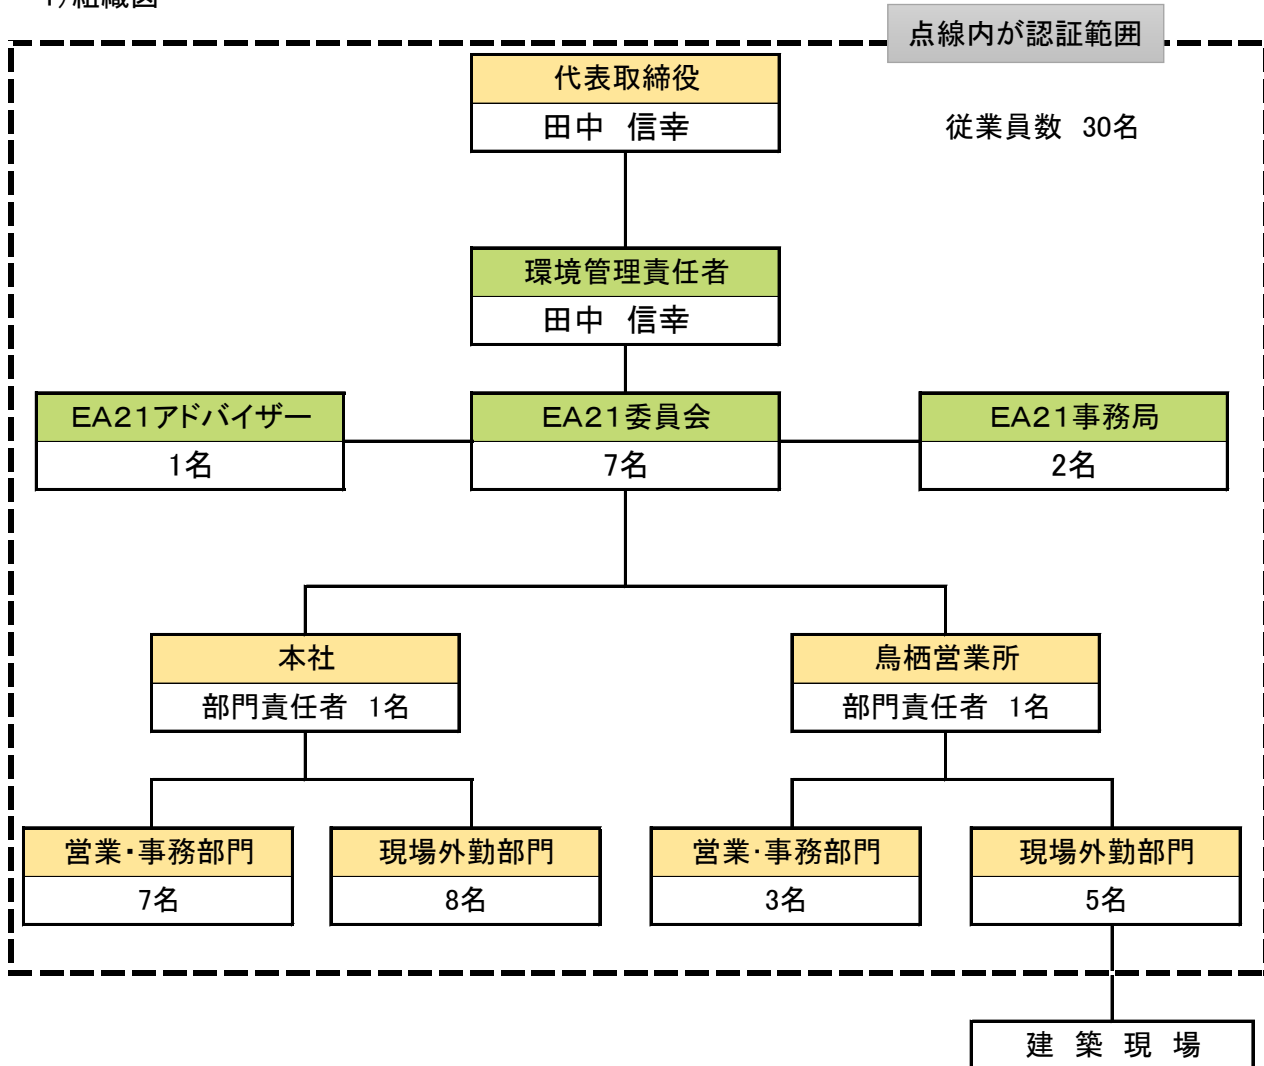 1)組織図
点線内が認証範囲
代表取締役
田中 信幸
従業員数 30名
環境管理責任者
田中 信幸
EA21アドバイザー
1名
EA21委員会
7名
EA21事務局
2名
本社
部門責任者 1名
鳥栖営業所
部門責任者 1名
営業・事務部門
7名
現場外勤部門
8名
営業・事務部門
3名
現場外勤部門
5名
建 築 現 場